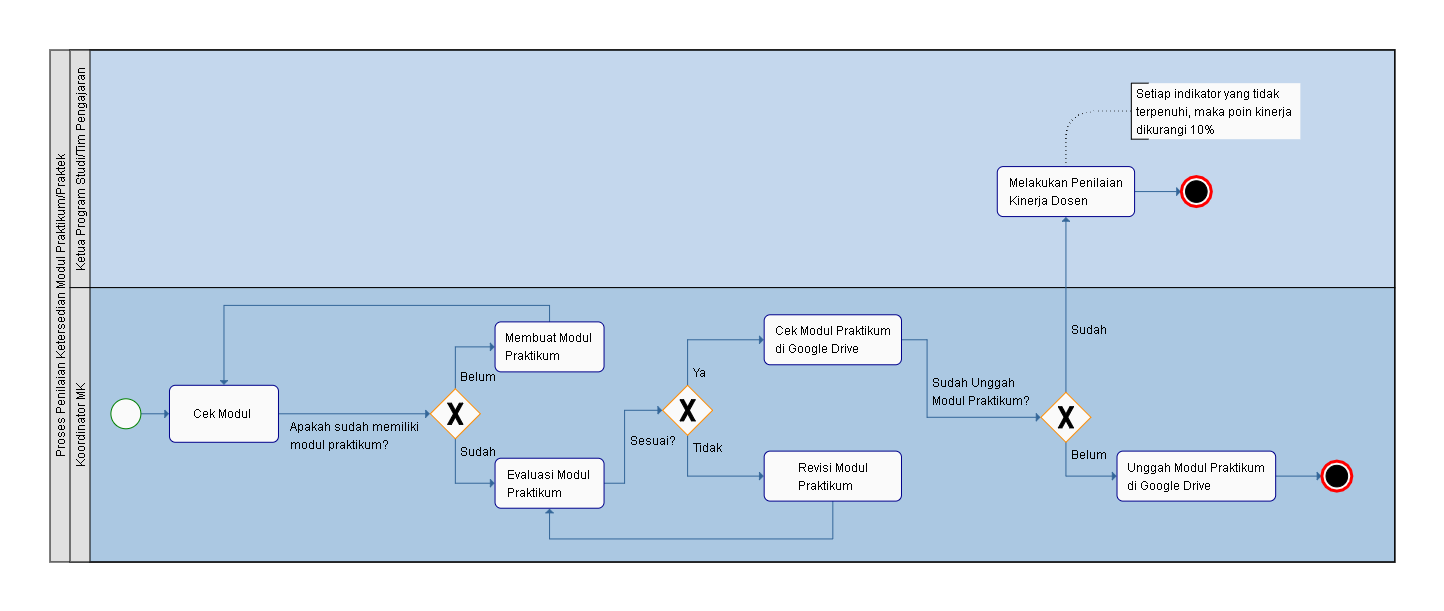 Proses Penilaian Ketersedian Modul Praktikum/Praktek
Ketua Program Studi/Tim Pengajaran
Setiap indikator yang tidak
terpenuhi, maka poin kinerja
dikurangi 10%
Melakukan Penilaian
Kinerja Dosen
Koordinator MK
Cek Modul
Apakah sudah memiliki
modul praktikum?
X
Belum
Membuat Modul
Praktikum
Sudah
Evaluasi Modul
Praktikum
Sesuai?
X
Ya
Cek Modul Praktikum
di Google Drive
Tidak
Revisi Modul
Praktikum
Sudah Unggah
Modul Praktikum?
X
Sudah
Belum
Unggah Modul Praktikum
di Google Drive